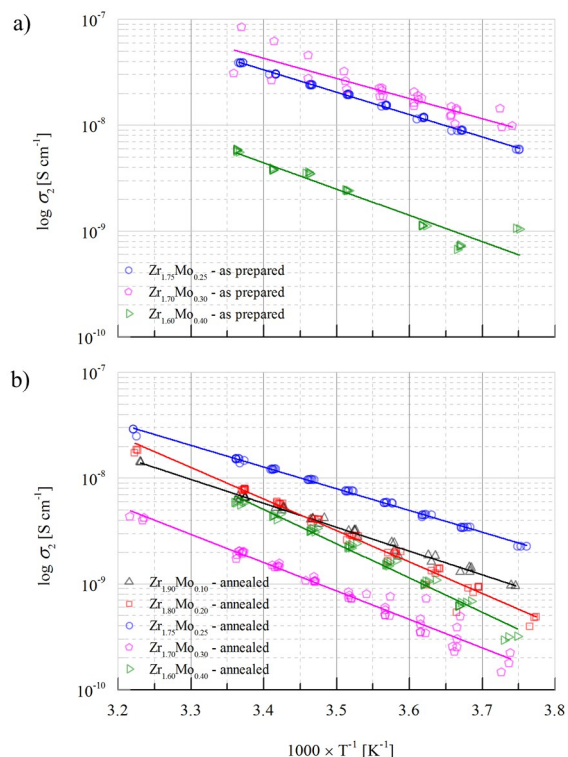 a)
10⁻⁷
10⁻⁸
10⁻⁹
10⁻¹⁰
log σ₂ [S cm⁻¹]
Zr₁.₇₅Mo₀.₂₅ - as prepared
Zr₁.₇₀Mo₀.₃₀ - as prepared
Zr₁.₆₀Mo₀.₄₀ - as prepared
b)
10⁻⁷
10⁻⁸
10⁻⁹
10⁻¹⁰
log σ₂ [S cm⁻¹]
Zr₁.₉₀Mo₀.₁₀ - annealed
Zr₁.₈₀Mo₀.₂₀ - annealed
Zr₁.₇₅Mo₀.₂₅ - annealed
Zr₁.₇₀Mo₀.₃₀ - annealed
Zr₁.₆₀Mo₀.₄₀ - annealed
3.2 3.4 3.5 3.6 3.7 3.8
1000 × T⁻¹ [K⁻¹]